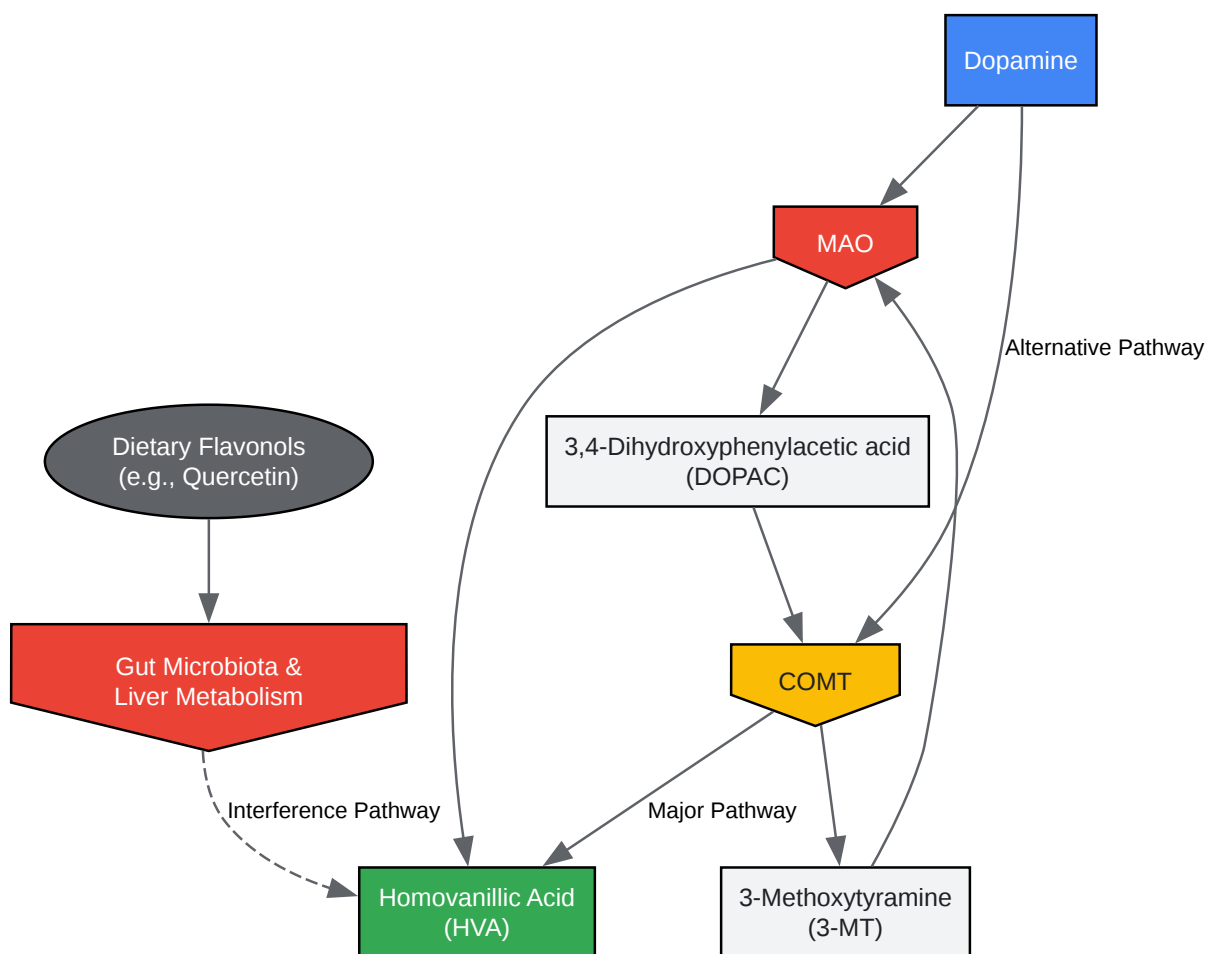 Dopamine
MAO
Alternative Pathway
Dietary Flavonols
(e.g., Quercetin)
3,4-Dihydroxyphenylacetic acid
(DOPAC)
Gut Microbiota &
Liver Metabolism
COMT
Interference Pathway
Major Pathway
Homovanillic Acid
(HVA)
3-Methoxytyramine
(3-MT)